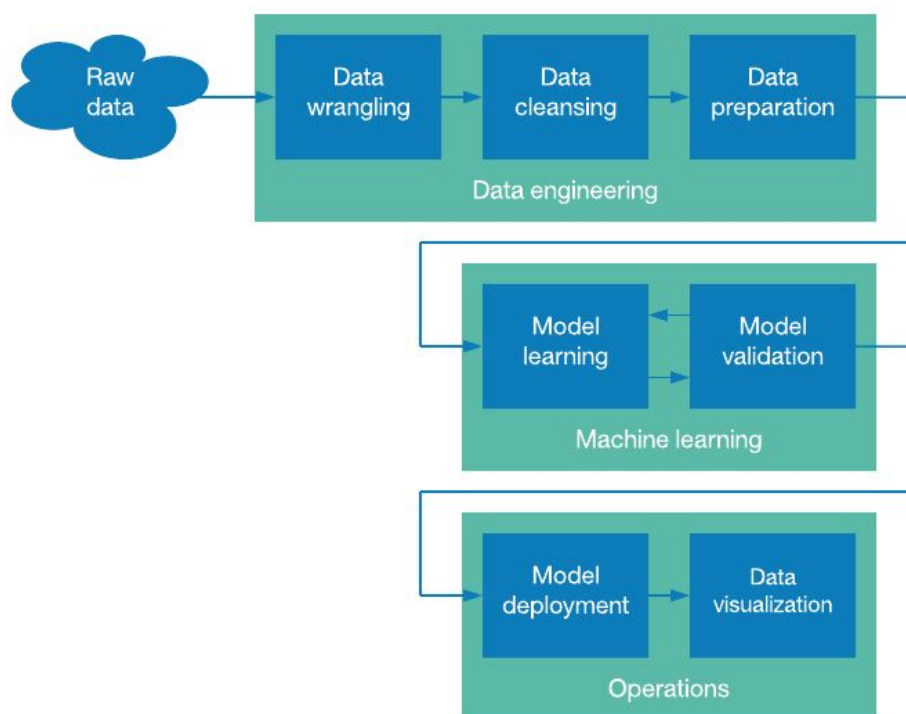 Raw
data
Data
wrangling
Data
cleansing
Data
preparation
Data engineering
Model
learning
Model
validation
Machine learning
Model
deployment
Data
visualization
Operations